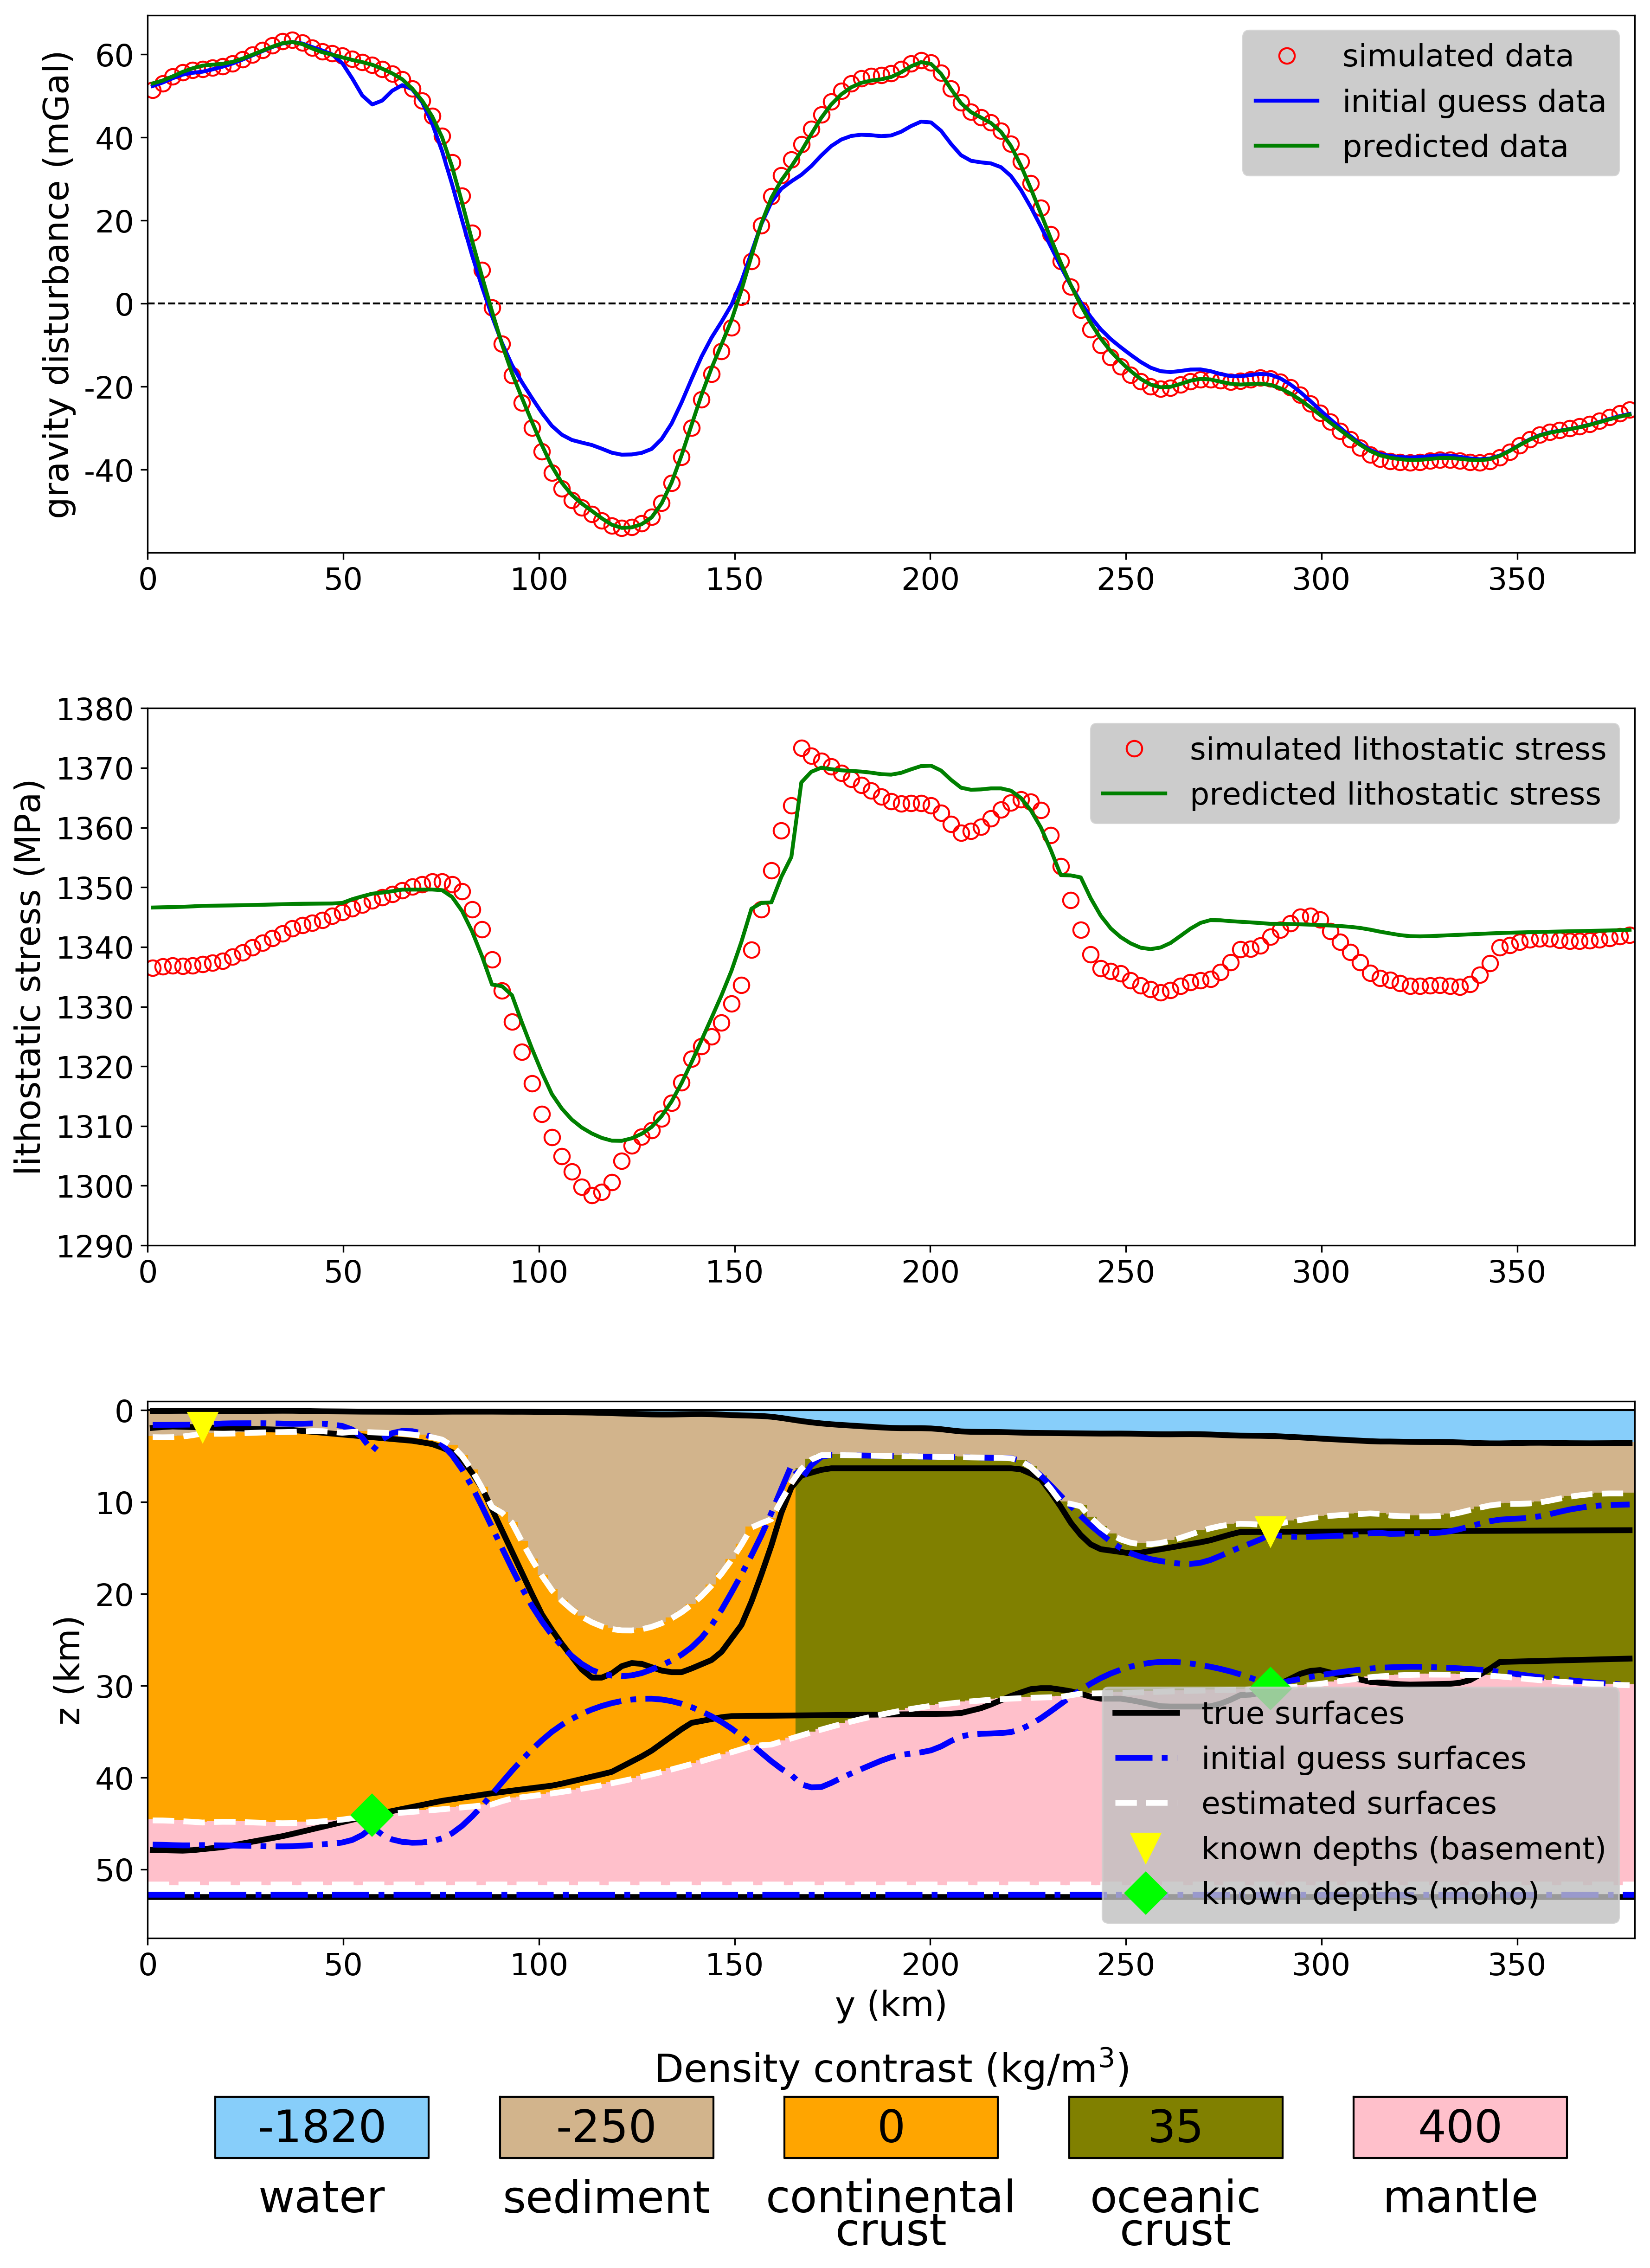 gravity disturbance (mGal)
60
40
20
0
-20
-40
simulated data
initial guess data
predicted data
0 50 100 150 200 250 300 350
lithostatic stress (MPa)
1380
1370
1360
1350
1340
1330
1320
1310
1300
1290
simulated lithostatic stress
predicted lithostatic stress
0 50 100 150 200 250 300 350
z (km)
0
10
20
30
40
50
true surfaces
initial guess surfaces
estimated surfaces
known depths (basement)
known depths (moho)
0 50 100 150 200 250 300 350
y (km)
Density contrast (kg/m³)
-1820 -250 0 35 400
water sediment continental oceanic mantle
crust crust